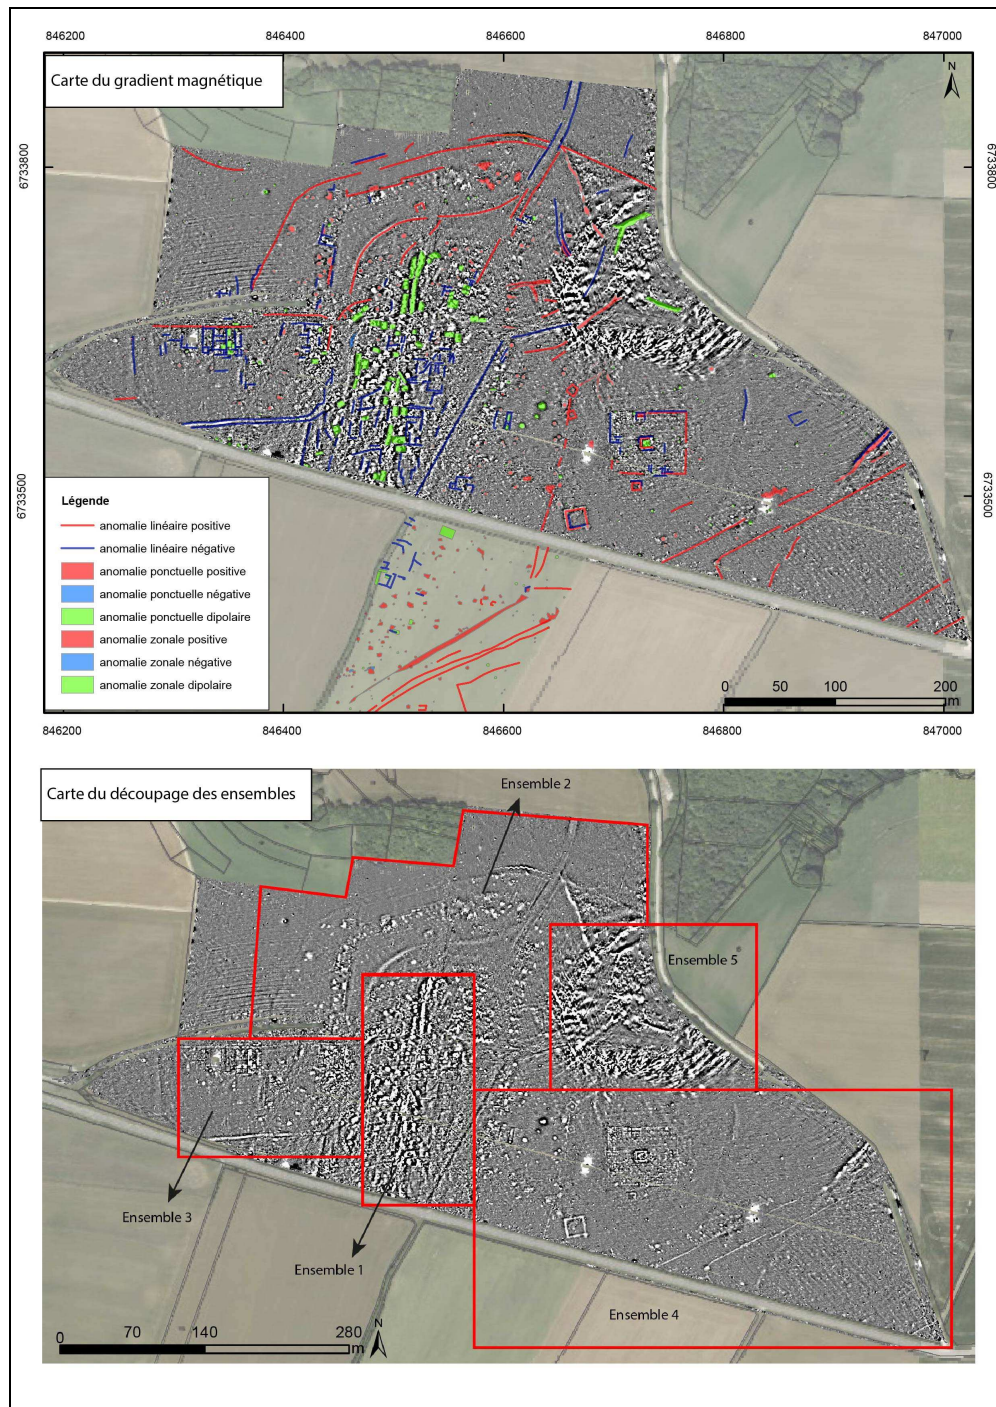 846200 846400 846600 846800 847000
Carte du gradient magnétique
N
6733800 6733800
6733500 6733500
Légende
anomalie linéaire positive
anomalie linéaire négative
anomalie ponctuelle positive
anomalie ponctuelle négative
anomalie ponctuelle dipolaire
anomalie zonale positive
anomalie zonale négative
anomalie zonale dipolaire
0 50 100 200
m
846200 846400 846600 846800 847000
Carte du découpage des ensembles
Ensemble 2
Ensemble 5
Ensemble 3
Ensemble 1
Ensemble 4
0 70 140 280
m
N